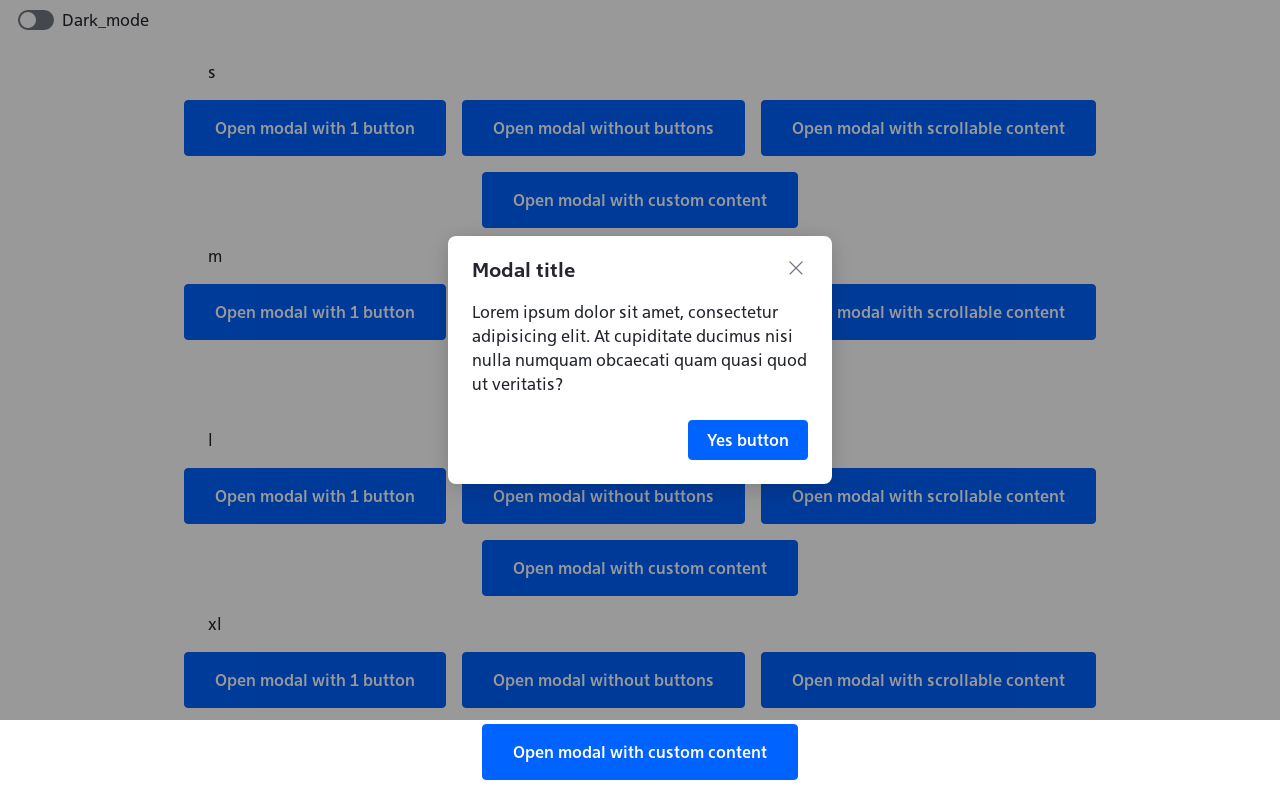 Dark_mode
s
Open modal with 1 button
Open modal without buttons
Open modal with scrollable content
Open modal with custom content
m
Open modal with 1 button
modal with scrollable content
Modal title
Lorem ipsum dolor sit amet, consectetur
adipisicing elit. At cupiditate ducimus nisi
nulla numquam obcaecati quam quasi quod
ut veritatis?
Yes button
l
Open modal with 1 button
Open modal without buttons
Open modal with scrollable content
Open modal with custom content
xl
Open modal with 1 button
Open modal without buttons
Open modal with scrollable content
Open modal with custom content